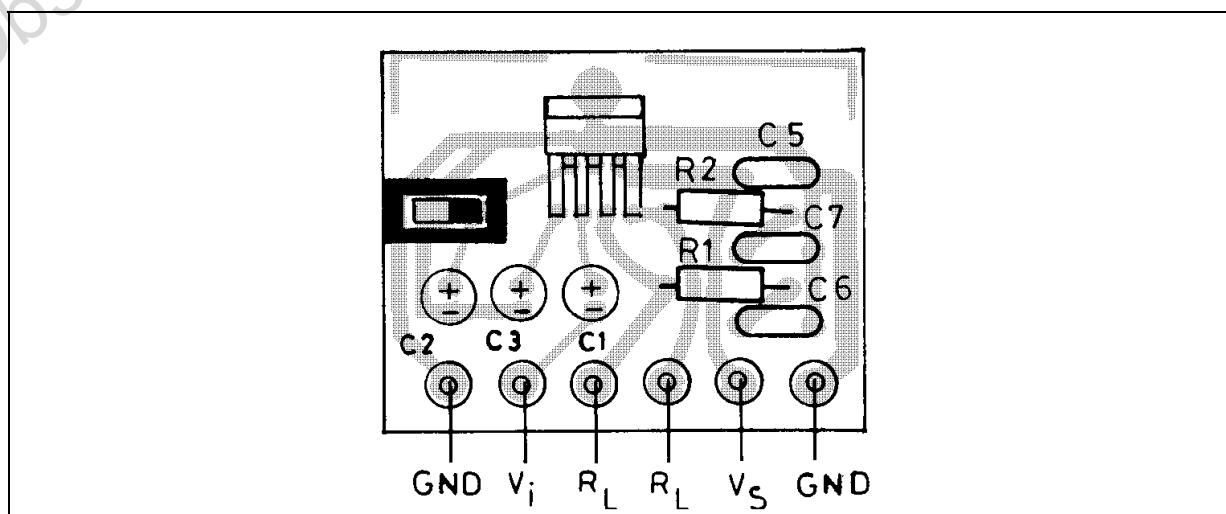 C5
R2
C7
R1
C6
+ + +
- - -
C2 C3 C1
GND Vi RL RL VS GND